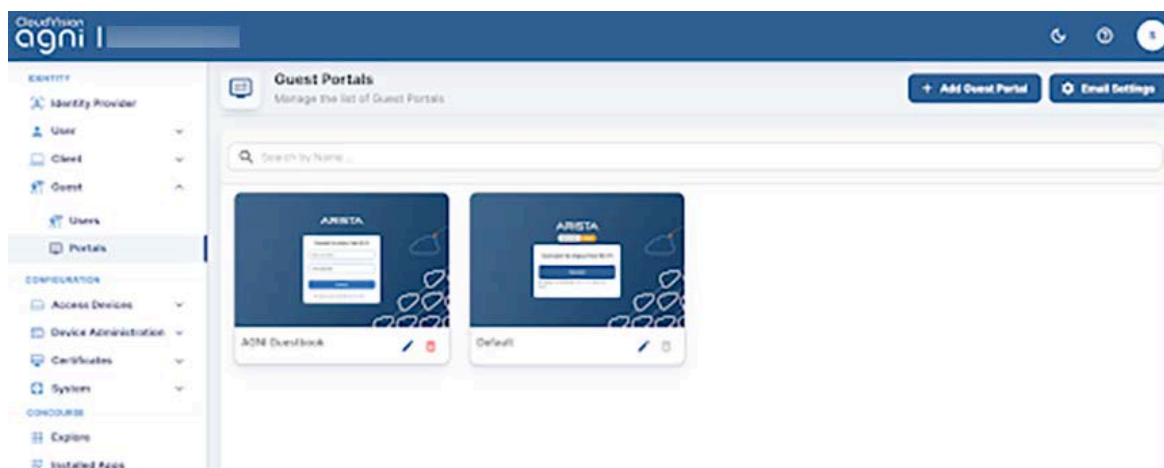 CloudVision
agni |
IDENTITY
Identity Provider
User
Client
Guest
Users
Portals
CONFIGURATION
Access Devices
Device Administration
Certificates
System
CONCOURSE
Explore
Installed Apps
Guest Portals
Manage the list of Guest Portals
+ Add Guest Portal
Email Settings
Search by Name ...
ARISTA
AGNI Guestbook
ARISTA
Default